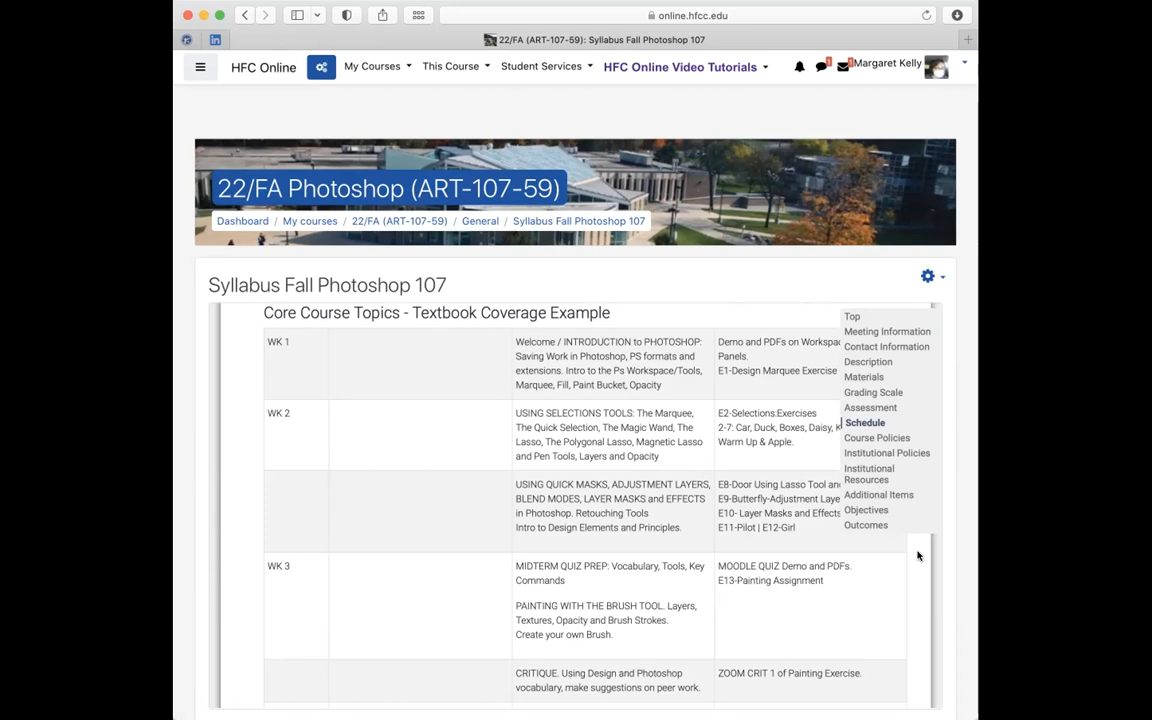 online.hfcc.edu
22/FA (ART-107-59): Syllabus Fall Photoshop 107
HFC Online
My Courses
This Course
Student Services
HFC Online Video Tutorials
1
Margaret Kelly
22/FA Photoshop (ART-107-59)
Dashboard / My courses / 22/FA (ART-107-59) / General / Syllabus Fall Photoshop 107
Syllabus Fall Photoshop 107
Core Course Topics - Textbook Coverage Example
WK 1
Welcome / INTRODUCTION to PHOTOSHOP:
Saving Work in Photoshop, PS formats and
extensions. Intro to the Ps Workspace/Tools,
Marquee, Fill, Paint Bucket, Opacity
Demo and PDFs on Workspac
Panels.
E1-Design Marquee Exercise
WK 2
USING SELECTIONS TOOLS: The Marquee,
The Quick Selection, The Magic Wand, The
Lasso, The Polygonal Lasso, Magnetic Lasso
and Pen Tools, Layers and Opacity
E2-Selections:Exercises
2-7: Car, Duck, Boxes, Daisy, K
Warm Up & Apple.
USING QUICK MASKS, ADJUSTMENT LAYERS,
BLEND MODES, LAYER MASKS and EFFECTS
in Photoshop. Retouching Tools
Intro to Design Elements and Principles.
E8-Door Using Lasso Tool and
E9-Butterfly-Adjustment Laye
E10- Layer Masks and Effects
E11-Pilot | E12-Girl
WK 3
MIDTERM QUIZ PREP: Vocabulary, Tools, Key
Commands
PAINTING WITH THE BRUSH TOOL. Layers,
Textures, Opacity and Brush Strokes.
Create your own Brush.
MOODLE QUIZ Demo and PDFs.
E13-Painting Assignment
CRITIQUE. Using Design and Photoshop
vocabulary, make suggestions on peer work.
ZOOM CRIT 1 of Painting Exercise.
Top
Meeting Information
Contact Information
Description
Materials
Grading Scale
Assessment
Schedule
Course Policies
Institutional Policies
Institutional
Resources
Additional Items
Objectives
Outcomes